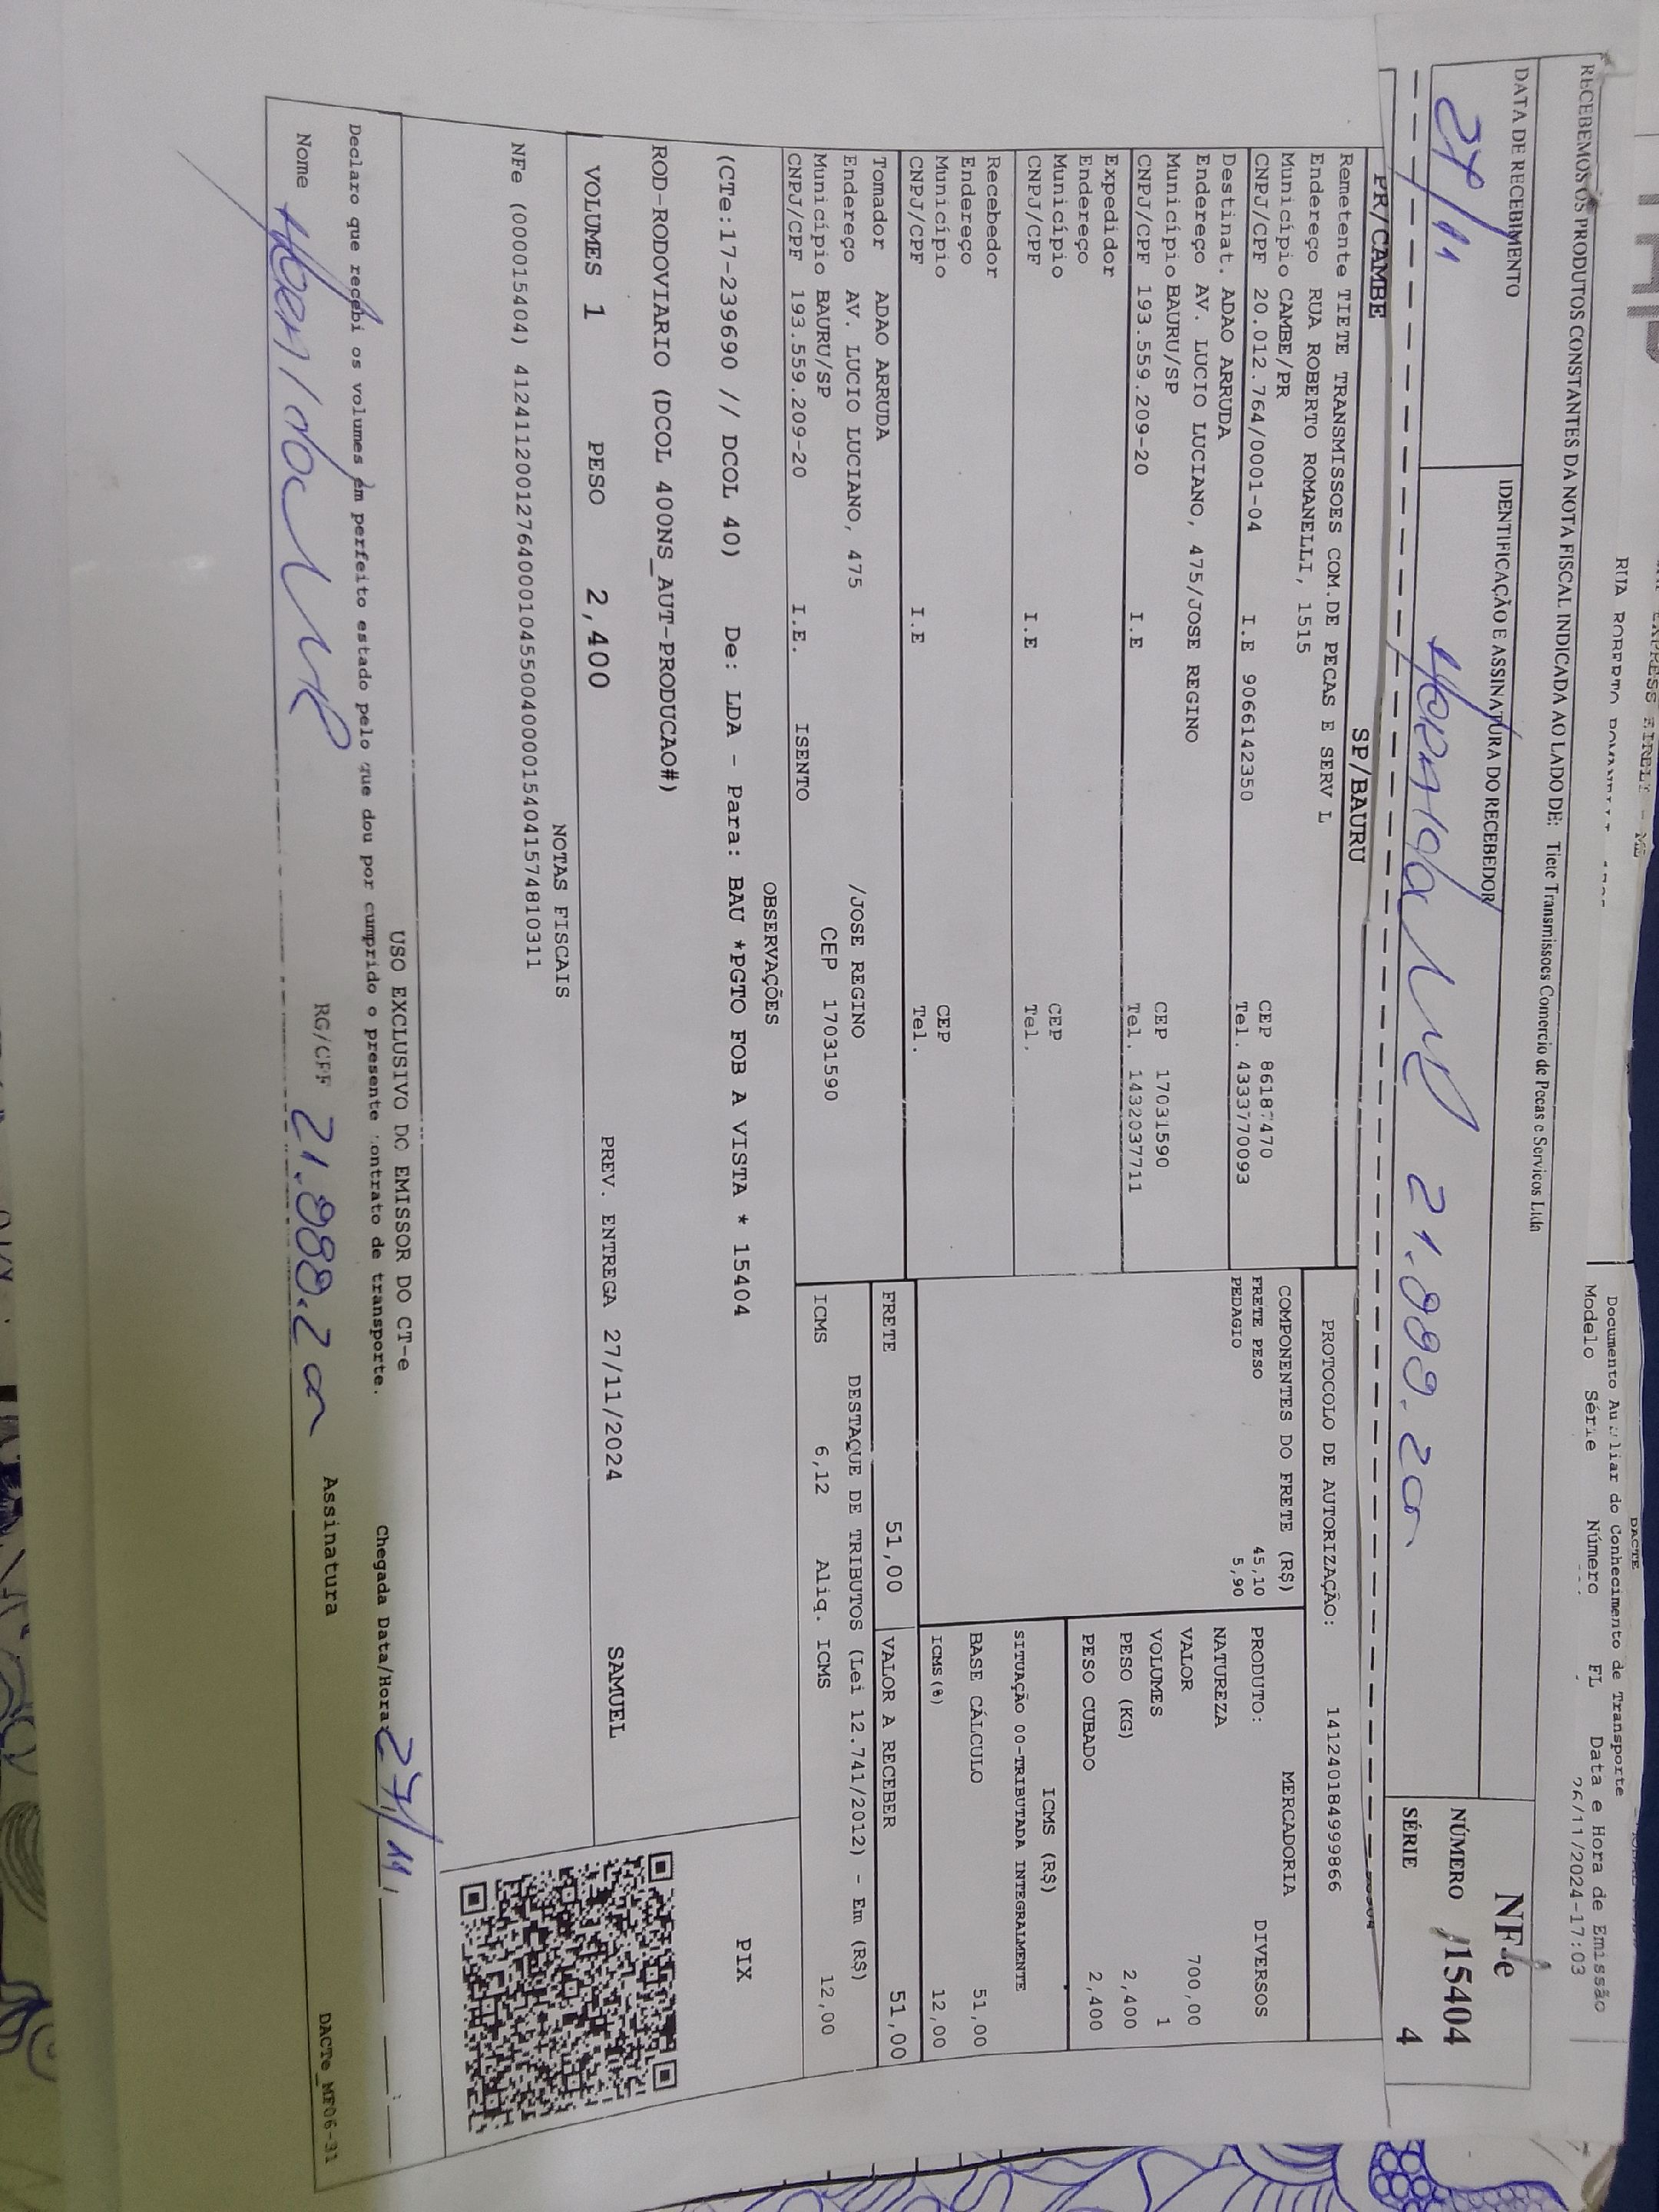 RUA ROBERTO
DACTE
Documento Auxiliar do Conhecimento de Transporte
Modelo Série Número FL Data e Hora de Emissão
26/11/2024-17:03
RECEBEMOS OS PRODUTOS CONSTANTES DA NOTA FISCAL INDICADA AO LADO DE: Tiete Transmissoes Comercio de Pecas e Servicos Ltda
DATA DE RECEBIMENTO
IDENTIFICAÇÃO E ASSINATURA DO RECEBEDOR
NF-e
NÚMERO 15404
SÉRIE 4
27/11
PR/CAMBE SP/BAURU
PROTOCOLO DE AUTORIZAÇÃO: 141240184999866
Remetente TIETE TRANSMISSOES COM.DE PECAS E SERV L
Endereço RUA ROBERTO ROMANELLI, 1515
Município CAMBE/PR CEP 86187470
CNPJ/CPF 20.012.764/0001-04 I.E 9066142350 Tel. 433377­0093
Destinat. ADAO ARRUDA
Endereço AV. LUCIO LUCIANO, 475/JOSE REGINO
Município BAURU/SP CEP 17031590
CNPJ/CPF 193.559.209-20 I.E Tel. 1432037711
Expedidor
Endereço
Município CEP
CNPJ/CPF I.E Tel.
Recebedor
Endereço
Município CEP
CNPJ/CPF I.E Tel.
Tomador ADAO ARRUDA
Endereço AV. LUCIO LUCIANO, 475 /JOSE REGINO
Município BAURU/SP CEP 17031590
CNPJ/CPF 193.559.209-20 I.E. ISENTO
COMPONENTES DO FRETE (R$)
FRETE PESO 45,10
PEDAGIO 5,90
MERCADORIA
PRODUTO: DIVERSOS
NATUREZA
VALOR 700,00
VOLUMES 1
PESO (KG) 2,400
PESO CUBADO 2,400
ICMS (R$)
SITUAÇÃO 00-TRIBUTADA INTEGRALMENTE
BASE CÁLCULO 51,00
ICMS(%) 12,00
FRETE 51,00 VALOR A RECEBER 51,00
DESTAQUE DE TRIBUTOS (Lei 12.741/2012) - Em (R$)
ICMS 6,12 Aliq. ICMS 12,00
OBSERVAÇÕES
(CTe:17-239690 // DCOL 40) De: LDA - Para: BAU *PGTO FOB A VISTA * 15404
ROD-RODOVIARIO (DCOL 400NS_AUT-PRODUCAO#)
PIX
VOLUMES 1 PESO 2,400 PREV. ENTREGA 27/11/2024 SAMUEL
NOTAS FISCAIS
NFe (000015404) 41241120012764000104550040000154041574810311
USO EXCLUSIVO DO EMISSOR DO CT-e
Declaro que recebi os volumes em perfeito estado pelo que dou por cumprido o presente contrato de transporte. Chegada Data/Hora 27/11
Nome RG/CPF Assinatura
DACTe_MF06-31